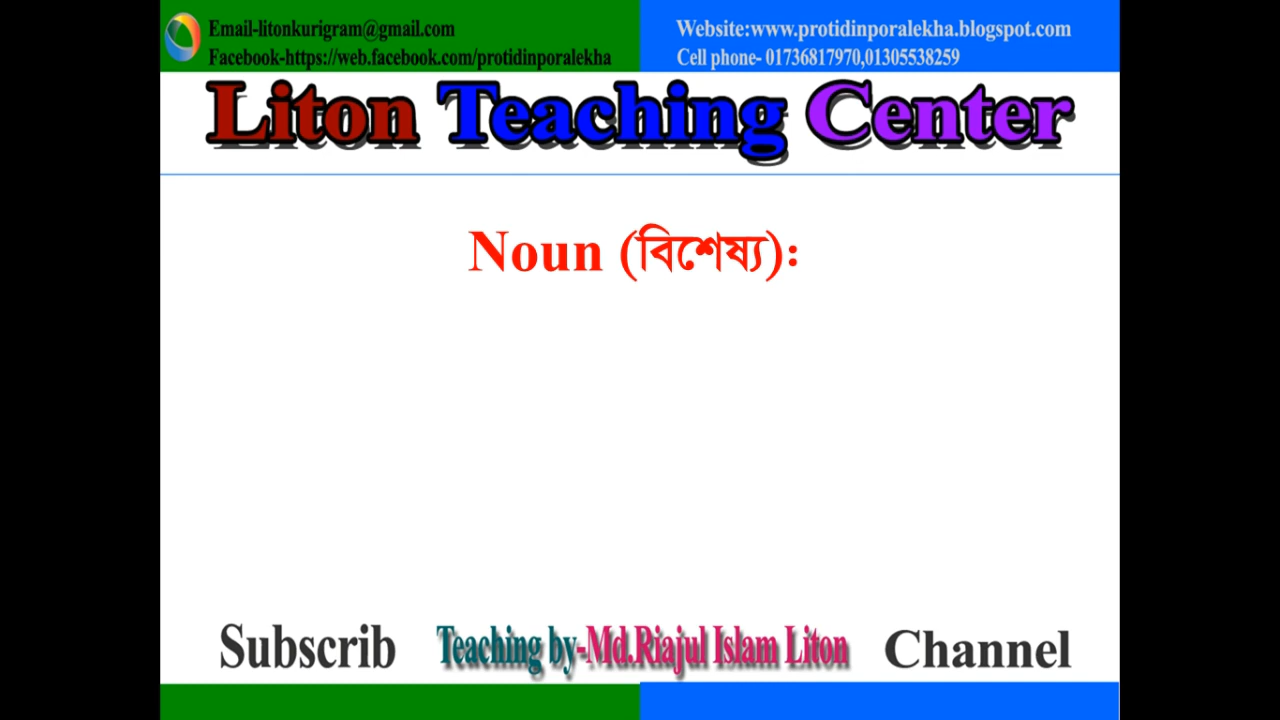 Email-litonkurigram@gmail.com
Website:www.protidinporalekha.blogspot.com
Facebook-https://web.facebook.com/protidinporalekha
Cell phone- 01736817970,01305538259
Liton Teaching Center
Noun (বিশেষ্য)ঃ
Subscrib Teaching by-Md.Riajul Islam Liton Channel